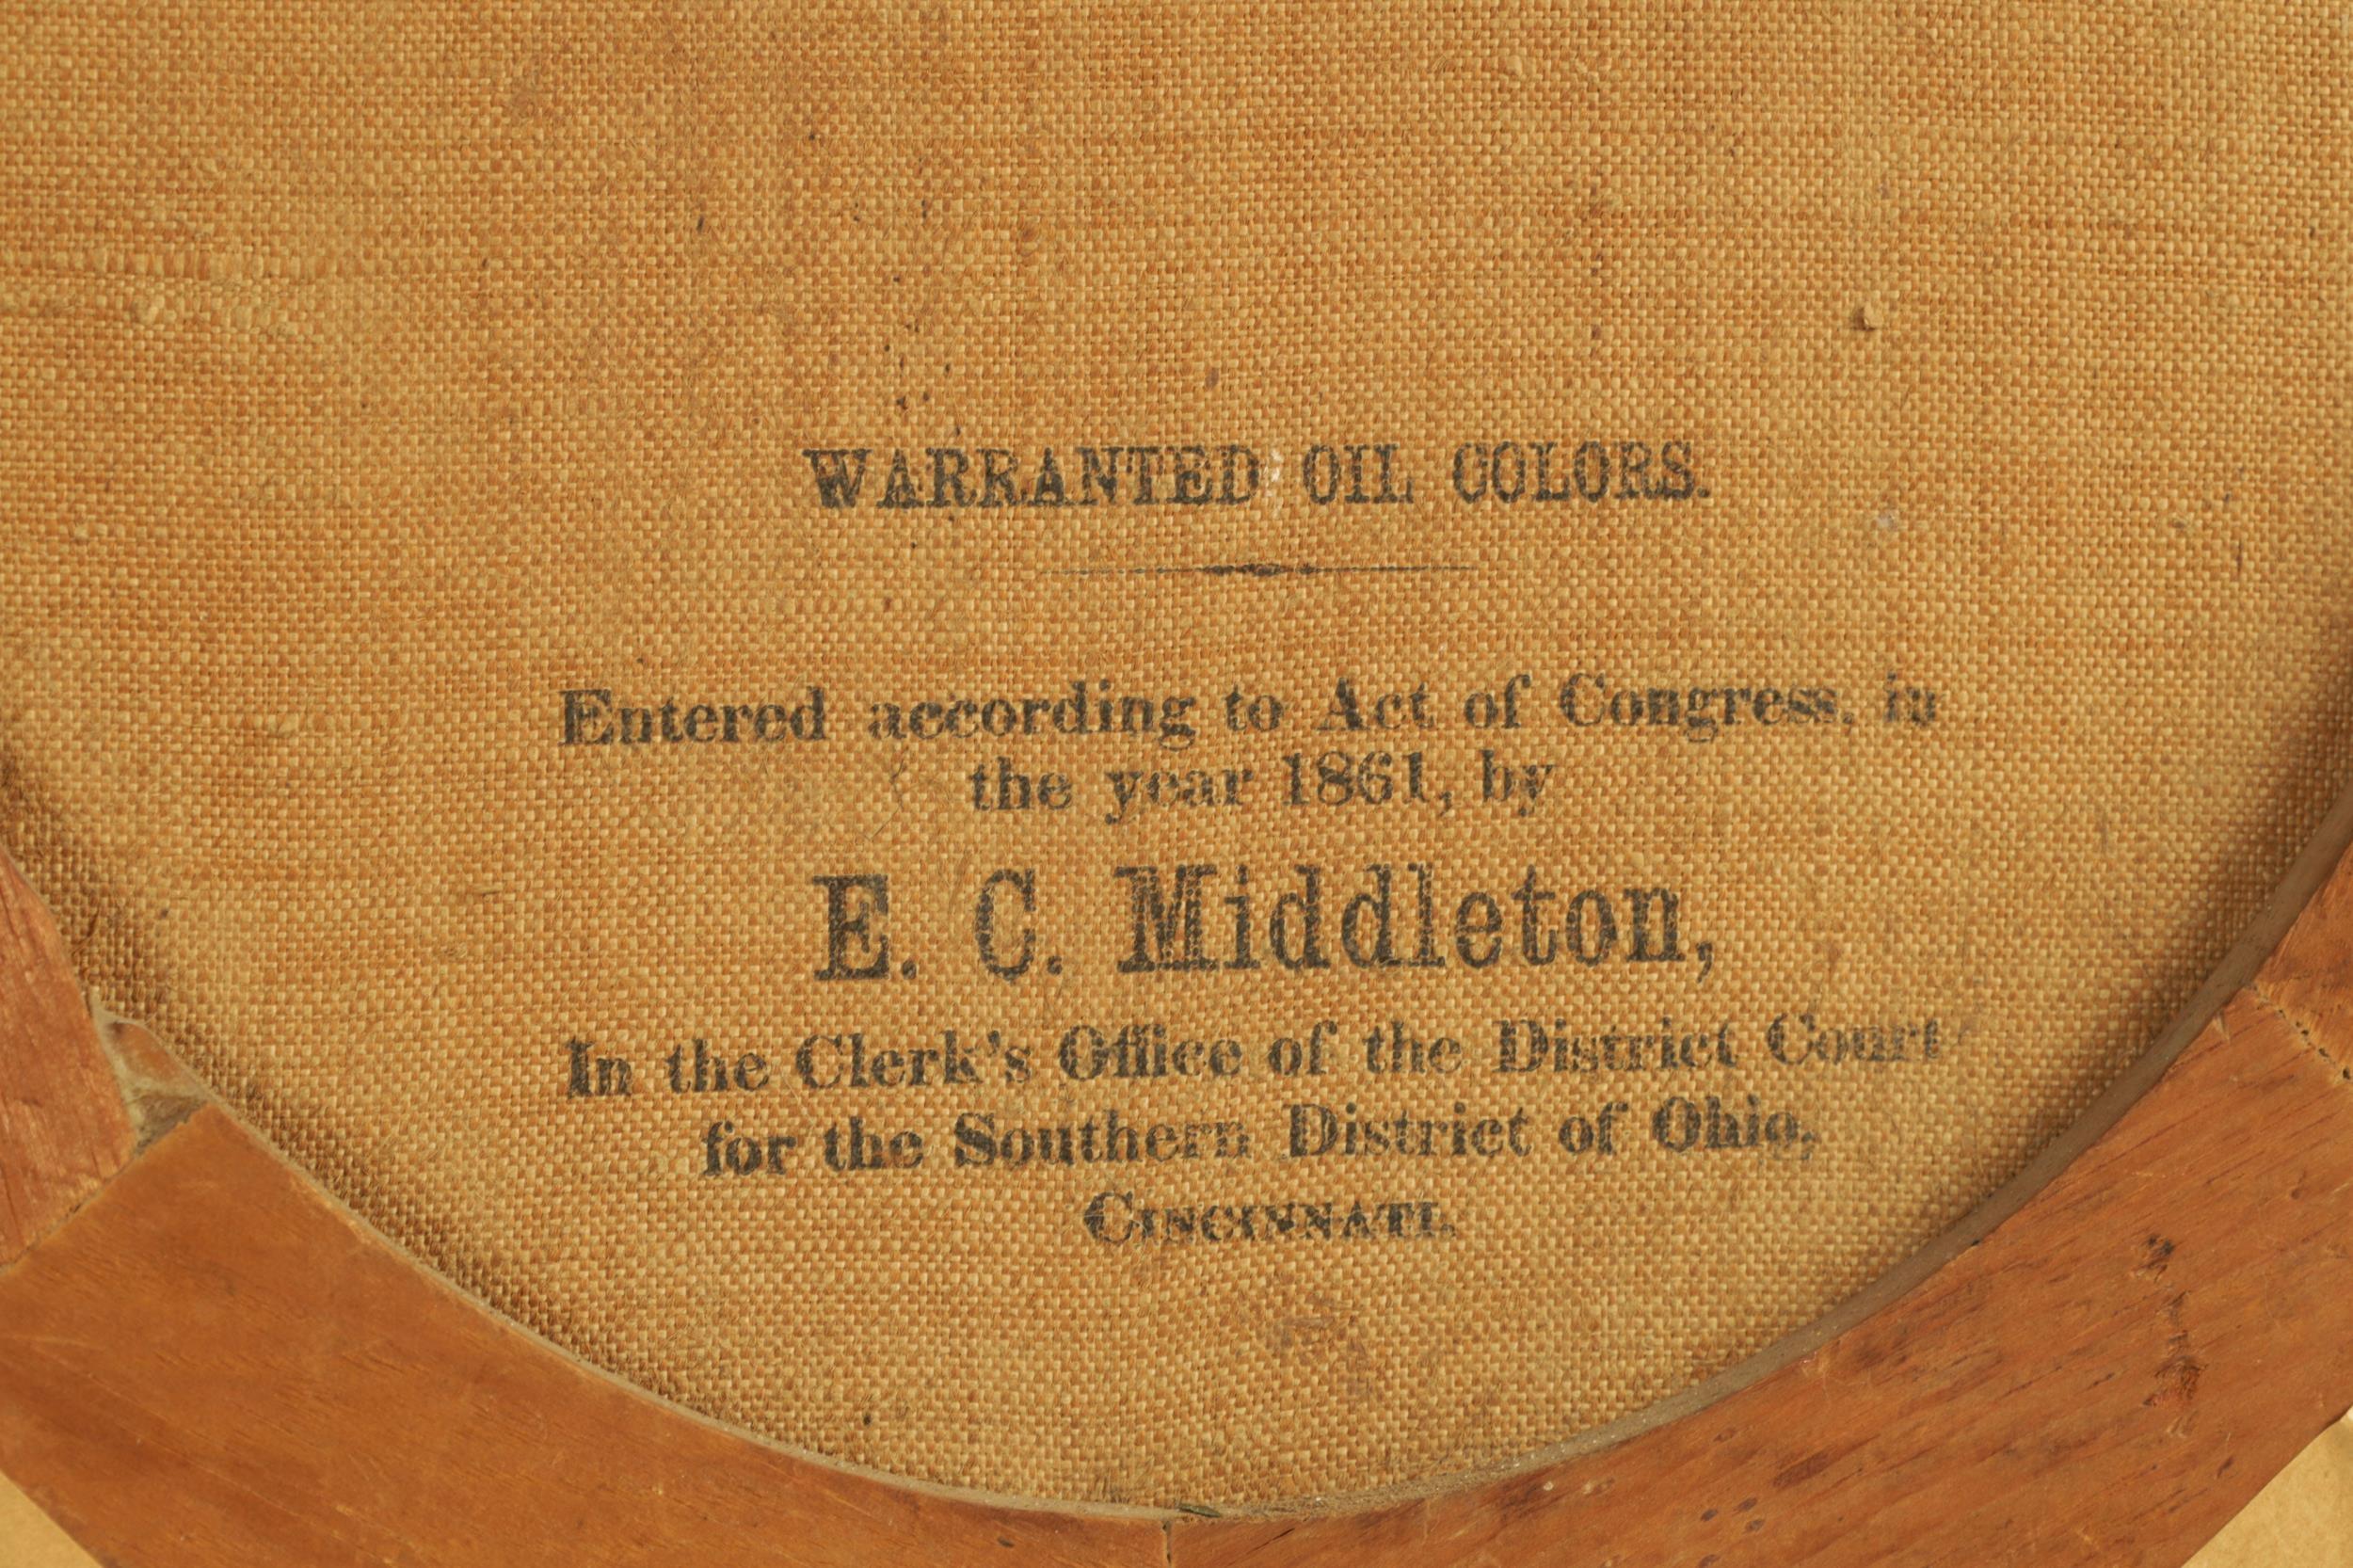 WARRANTED OIL COLORS.
Entered according to Act of Congress, in
the year 1861, by
E. C. Middleton,
In the Clerk's Office of the District Court
for the Southern District of Ohio,
CINCINNATI.